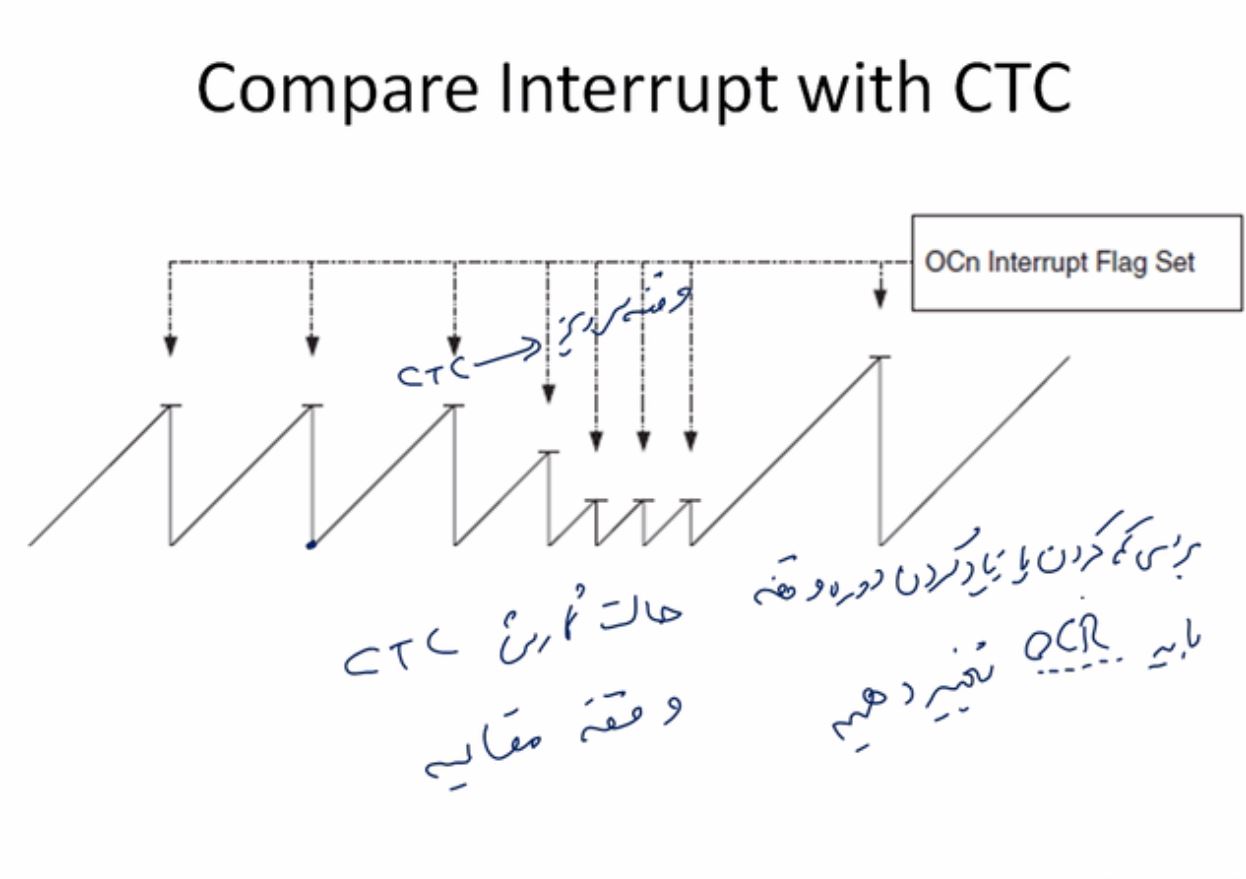 Compare Interrupt with CTC
OCn Interrupt Flag Set
CTC → وقفه سرریز
برای کم کردن یا زیاد کردن دوره وقفه
باید OCR تغییر دهیم
حالت شمارش CTC
وقفه مقایسه